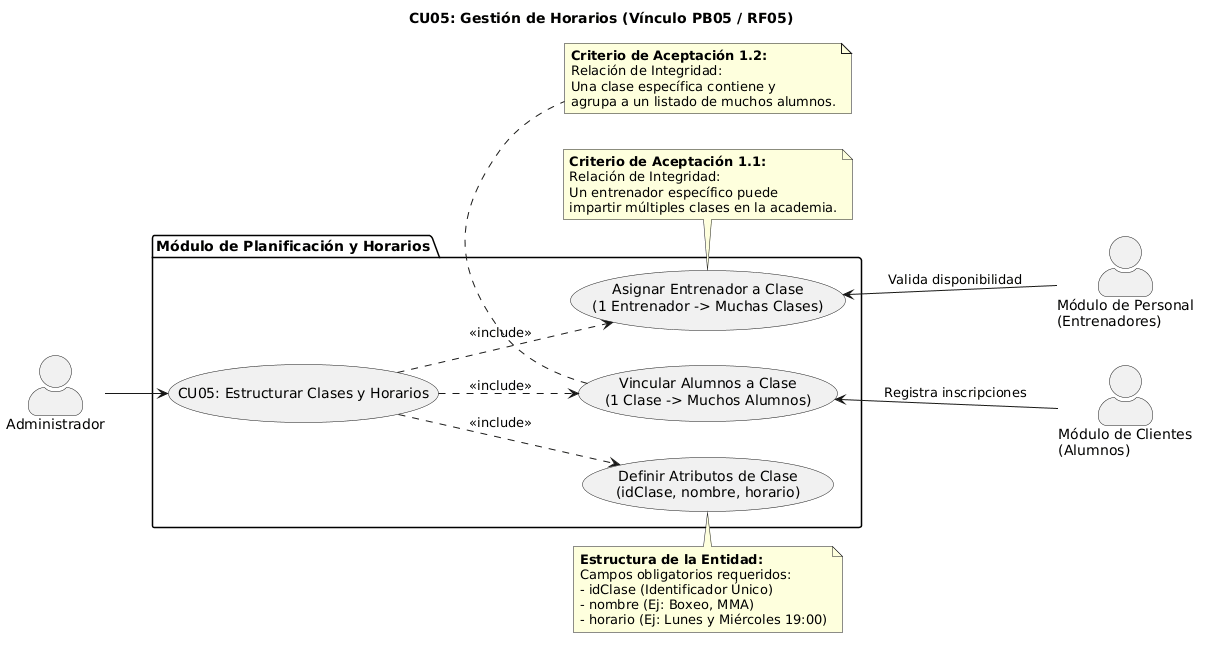 CU05: Gestión de Horarios (Vínculo PB05 / RF05)
Criterio de Aceptación 1.2:
Relación de Integridad:
Una clase específica contiene y
agrupa a un listado de muchos alumnos.
Criterio de Aceptación 1.1:
Relación de Integridad:
Un entrenador específico puede
impartir múltiples clases en la academia.
Módulo de Planificación y Horarios
Asignar Entrenador a Clase
(1 Entrenador -> Muchas Clases)
Valida disponibilidad
Módulo de Personal
(Entrenadores)
«include»
Administrador
CU05: Estructurar Clases y Horarios
«include»
Vincular Alumnos a Clase
(1 Clase -> Muchos Alumnos)
Registra inscripciones
Módulo de Clientes
(Alumnos)
«include»
Definir Atributos de Clase
(idClase, nombre, horario)
Estructura de la Entidad:
Campos obligatorios requeridos:
- idClase (Identificador Único)
- nombre (Ej: Boxeo, MMA)
- horario (Ej: Lunes y Miércoles 19:00)